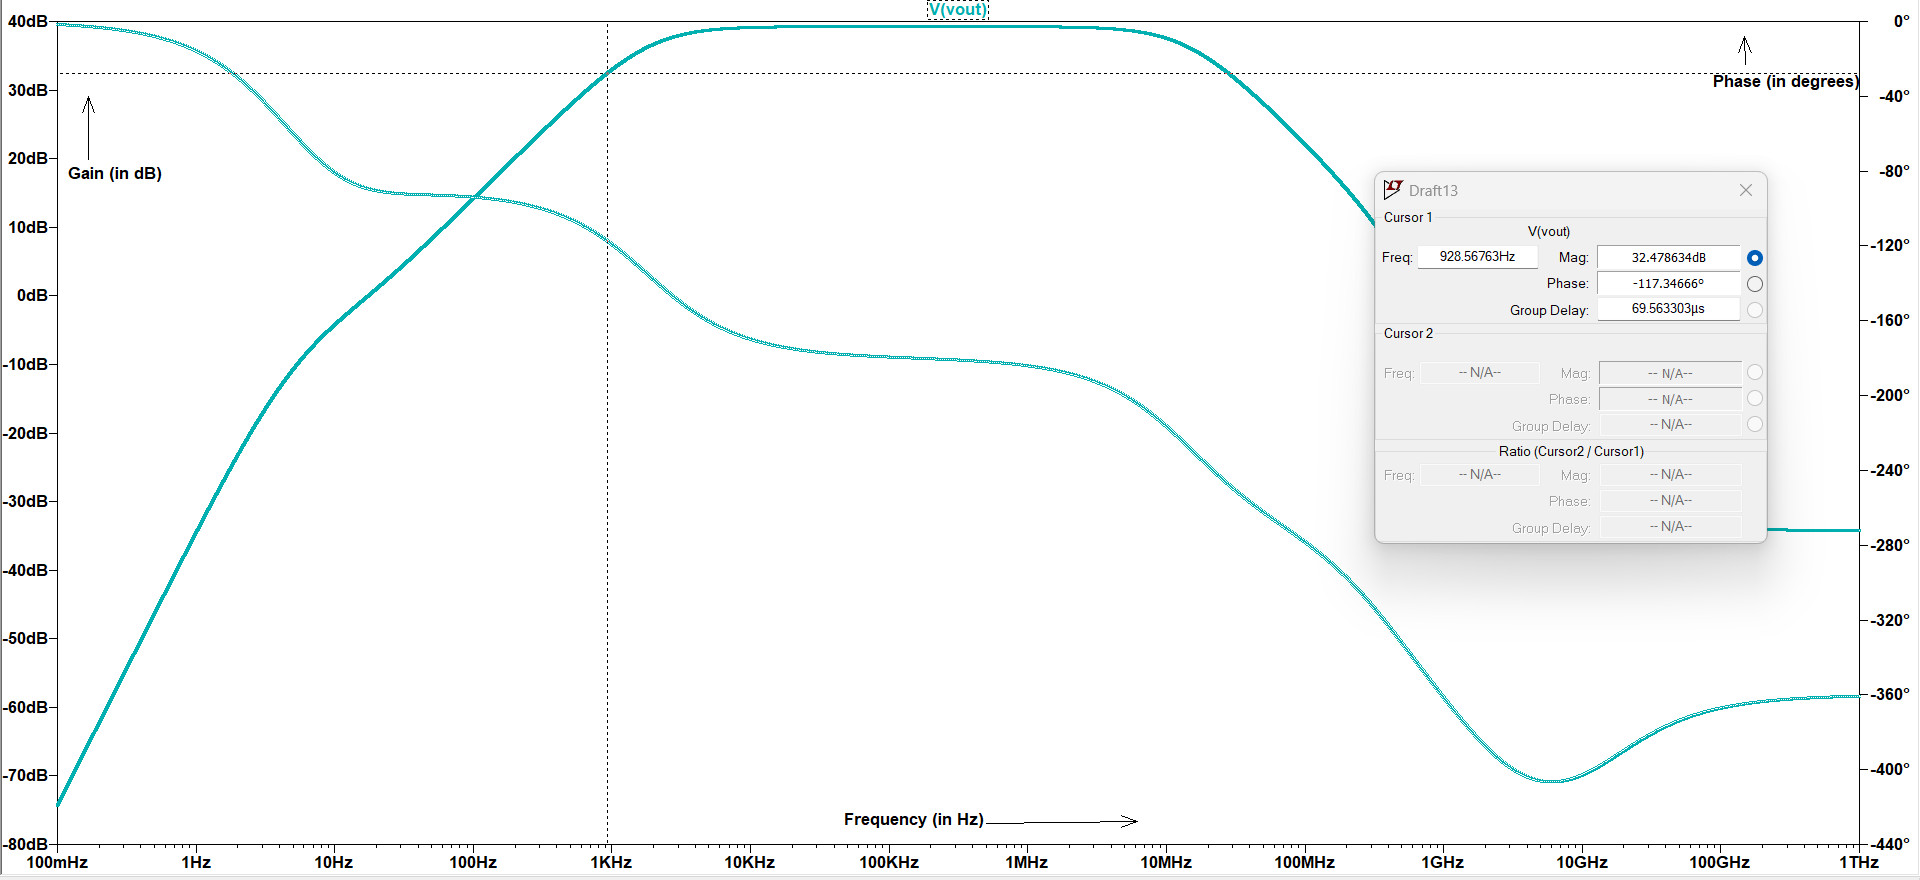 V(vout)
40dB
30dB
20dB
10dB
0dB
-10dB
-20dB
-30dB
-40dB
-50dB
-60dB
-70dB
-80dB
Gain (in dB)
0°
-40°
-80°
-120°
-160°
-200°
-240°
-280°
-320°
-360°
-400°
-440°
Phase (in degrees)
Draft13
Cursor 1
V(vout)
Freq: 928.56763Hz Mag: 32.478634dB
Phase: -117.34666°
Group Delay: 69.563303µs
Cursor 2
Freq: -- N/A-- Mag: -- N/A--
Phase: -- N/A--
Group Delay: -- N/A--
Ratio (Cursor2 / Cursor1)
Freq: -- N/A-- Mag: -- N/A--
Phase: -- N/A--
Group Delay: -- N/A--
Frequency (in Hz)
100mHz 1Hz 10Hz 100Hz 1KHz 10KHz 100KHz 1MHz 10MHz 100MHz 1GHz 10GHz 100GHz 1THz